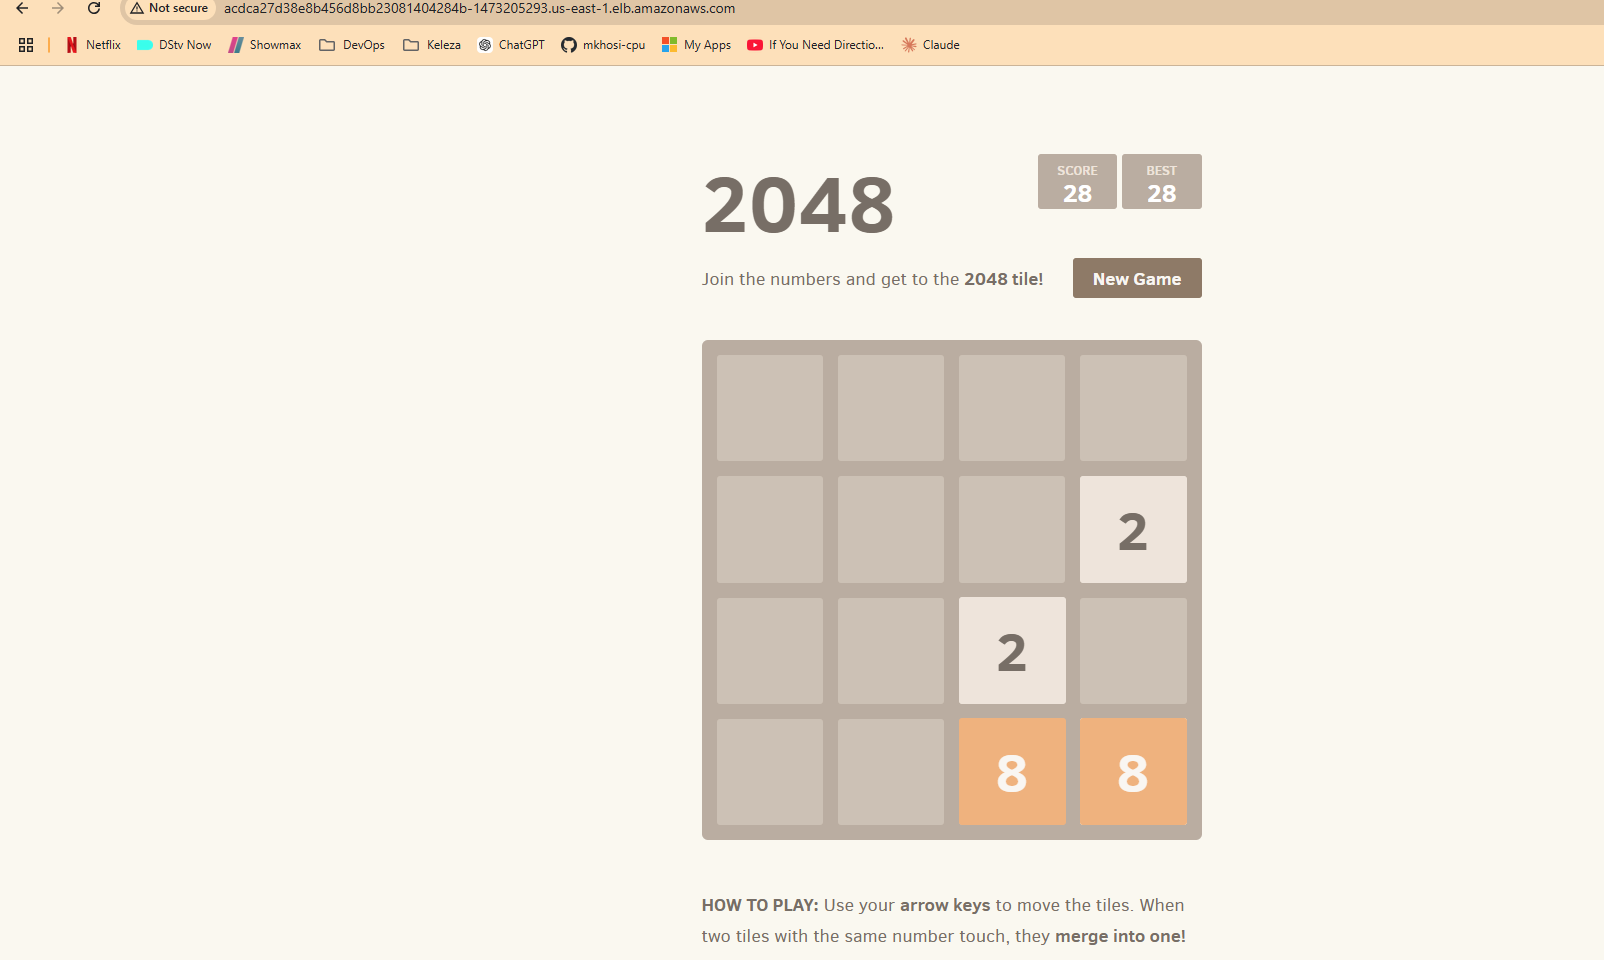 Not secure acdca27d38e8b456d8bb23081404284b-1473205293.us-east-1.elb.amazonaws.com
Netflix DStv Now Showmax DevOps Keleza ChatGPT mkhosi-cpu My Apps If You Need Directio... Claude
2048
SCORE
28
BEST
28
Join the numbers and get to the 2048 tile!
New Game
2
2
8 8
HOW TO PLAY: Use your arrow keys to move the tiles. When
two tiles with the same number touch, they merge into one!